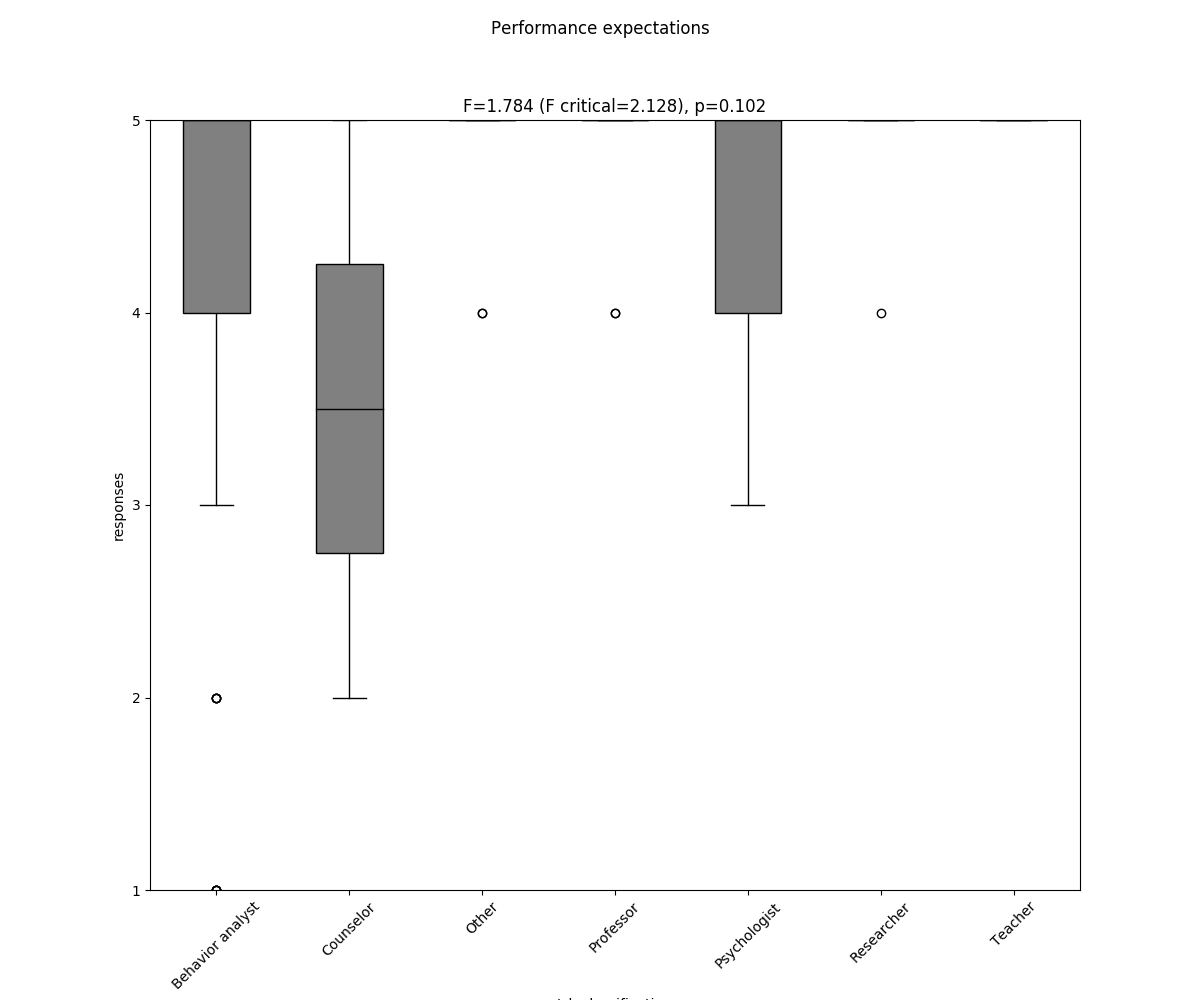 Performance expectations
F=1.784 (F critical=2.128), p=0.102
5
4
3
2
1
responses
Behavior analyst
Counselor
Other
Professor
Psychologist
Researcher
Teacher